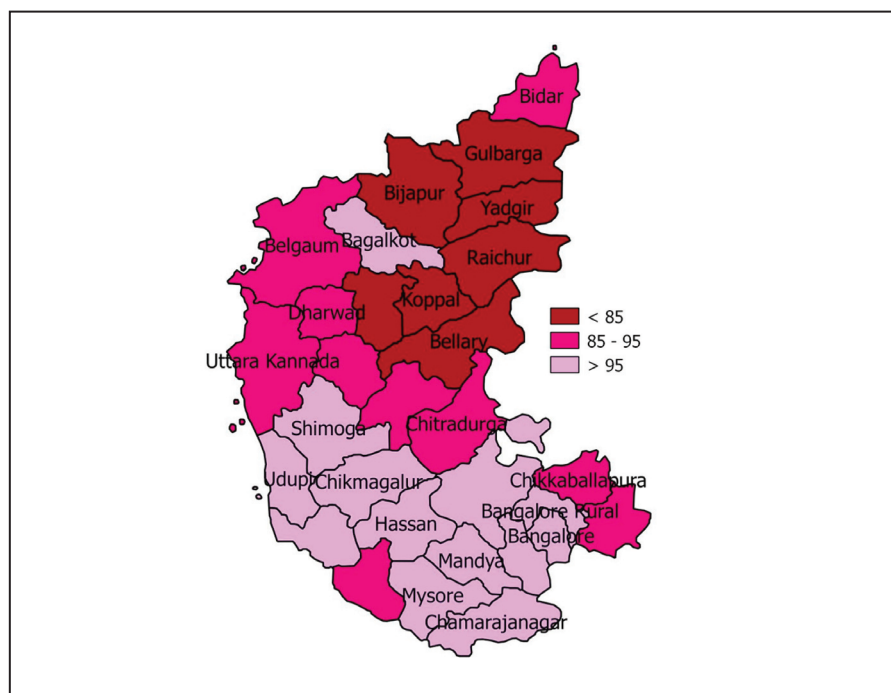 Bidar
Gulbarga
Bijapur
Yadgir
Bagalkot
Belgaum
Raichur
Koppal
Dharwad
Bellary
Uttara Kannada
< 85
85 - 95
> 95
Chitradurga
Shimoga
Udupi
Chikmagalur
Chikkaballapura
Bangalore Rural
Hassan
Bangalore
Mandya
Mysore
Chamarajanagar